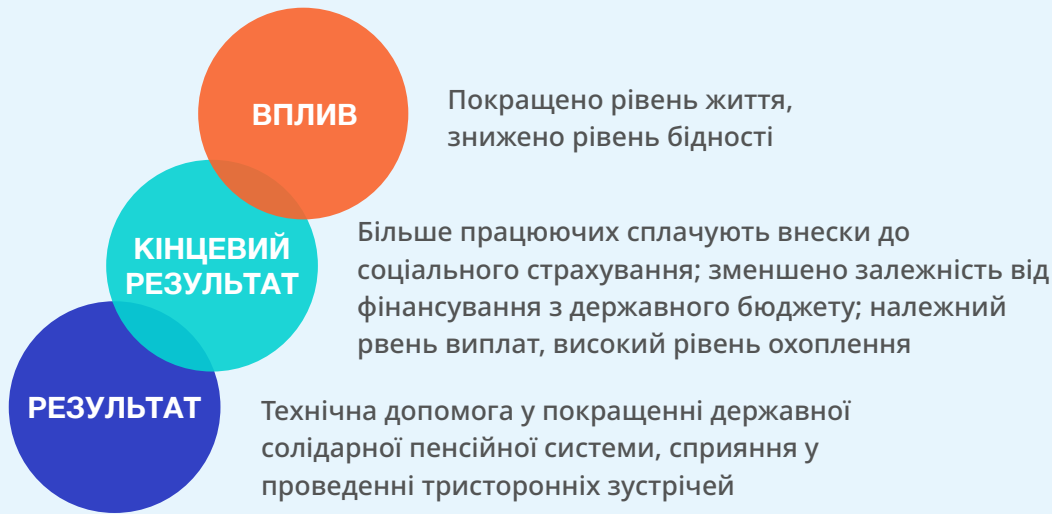 ВПЛИВ
Покращено рівень життя,
знижено рівень бідності
КІНЦЕВИЙ
РЕЗУЛЬТАТ
Більше працюючих сплачують внески до
соціального страхування; зменшено залежність від
фінансування з державного бюджету; належний
рвень виплат, високий рівень охоплення
РЕЗУЛЬТАТ
Технічна допомога у покращенні державної
солідарної пенсійної системи, сприяння у
проведенні тристоронніх зустрічей